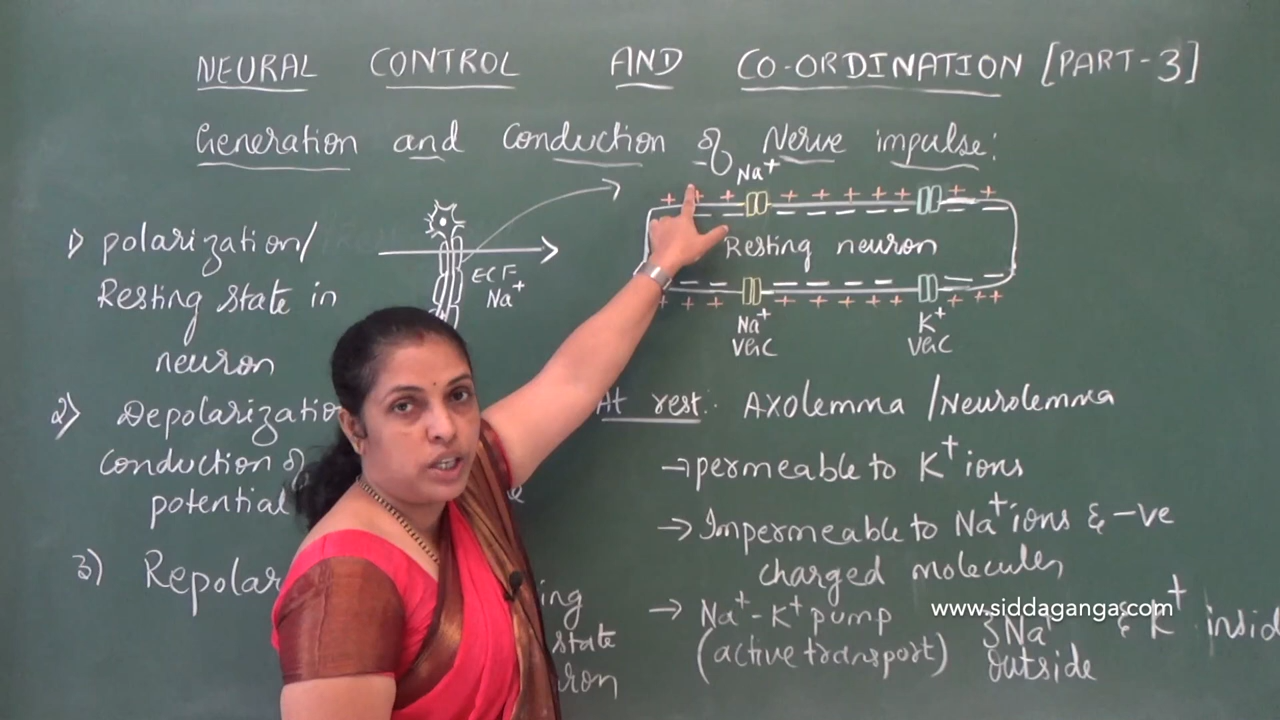 NEURAL CONTROL AND CO-ORDINATION [PART-3]
Generation and Conduction of Nerve impulse:
1) polarization/
Resting state in
neuron
2) Depolarization
Conduction of
potential
3) Repolar
ing
state
ron
ECF
Na+
Na+
+ + + + + + + + + +
Resting neuron
+ + + + + + + + + +
Na+
VGC
K+
VGC
At rest: Axolemma/Neurolemma
→ permeable to K+ ions
→ Impermeable to Na+ ions & -ve
charged molecules
→ Na+-K+ pump 3Na+ & K+ insid
(active transport) outside
www.siddaganga.com